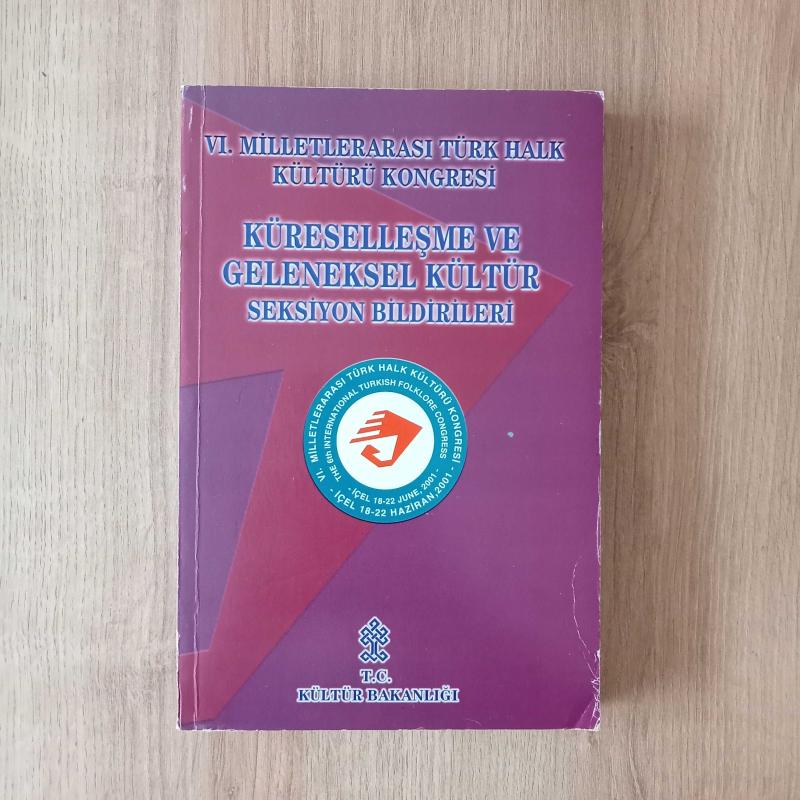 VI. MİLLETLERARASI TÜRK HALK
KÜLTÜRÜ KONGRESİ
KÜRESELLEŞME VE
GELENEKSEL KÜLTÜR
SEKSİYON BİLDİRİLERİ
VI. MİLLETLERARASI TÜRK HALK KÜLTÜRÜ KONGRESİ
THE 6th INTERNATIONAL TURKISH FOLKLORE CONGRESS
- İÇEL 18-22 JUNE, 2001 -
- İÇEL 18-22 HAZİRAN, 2001 -
T.C.
KÜLTÜR BAKANLIĞI